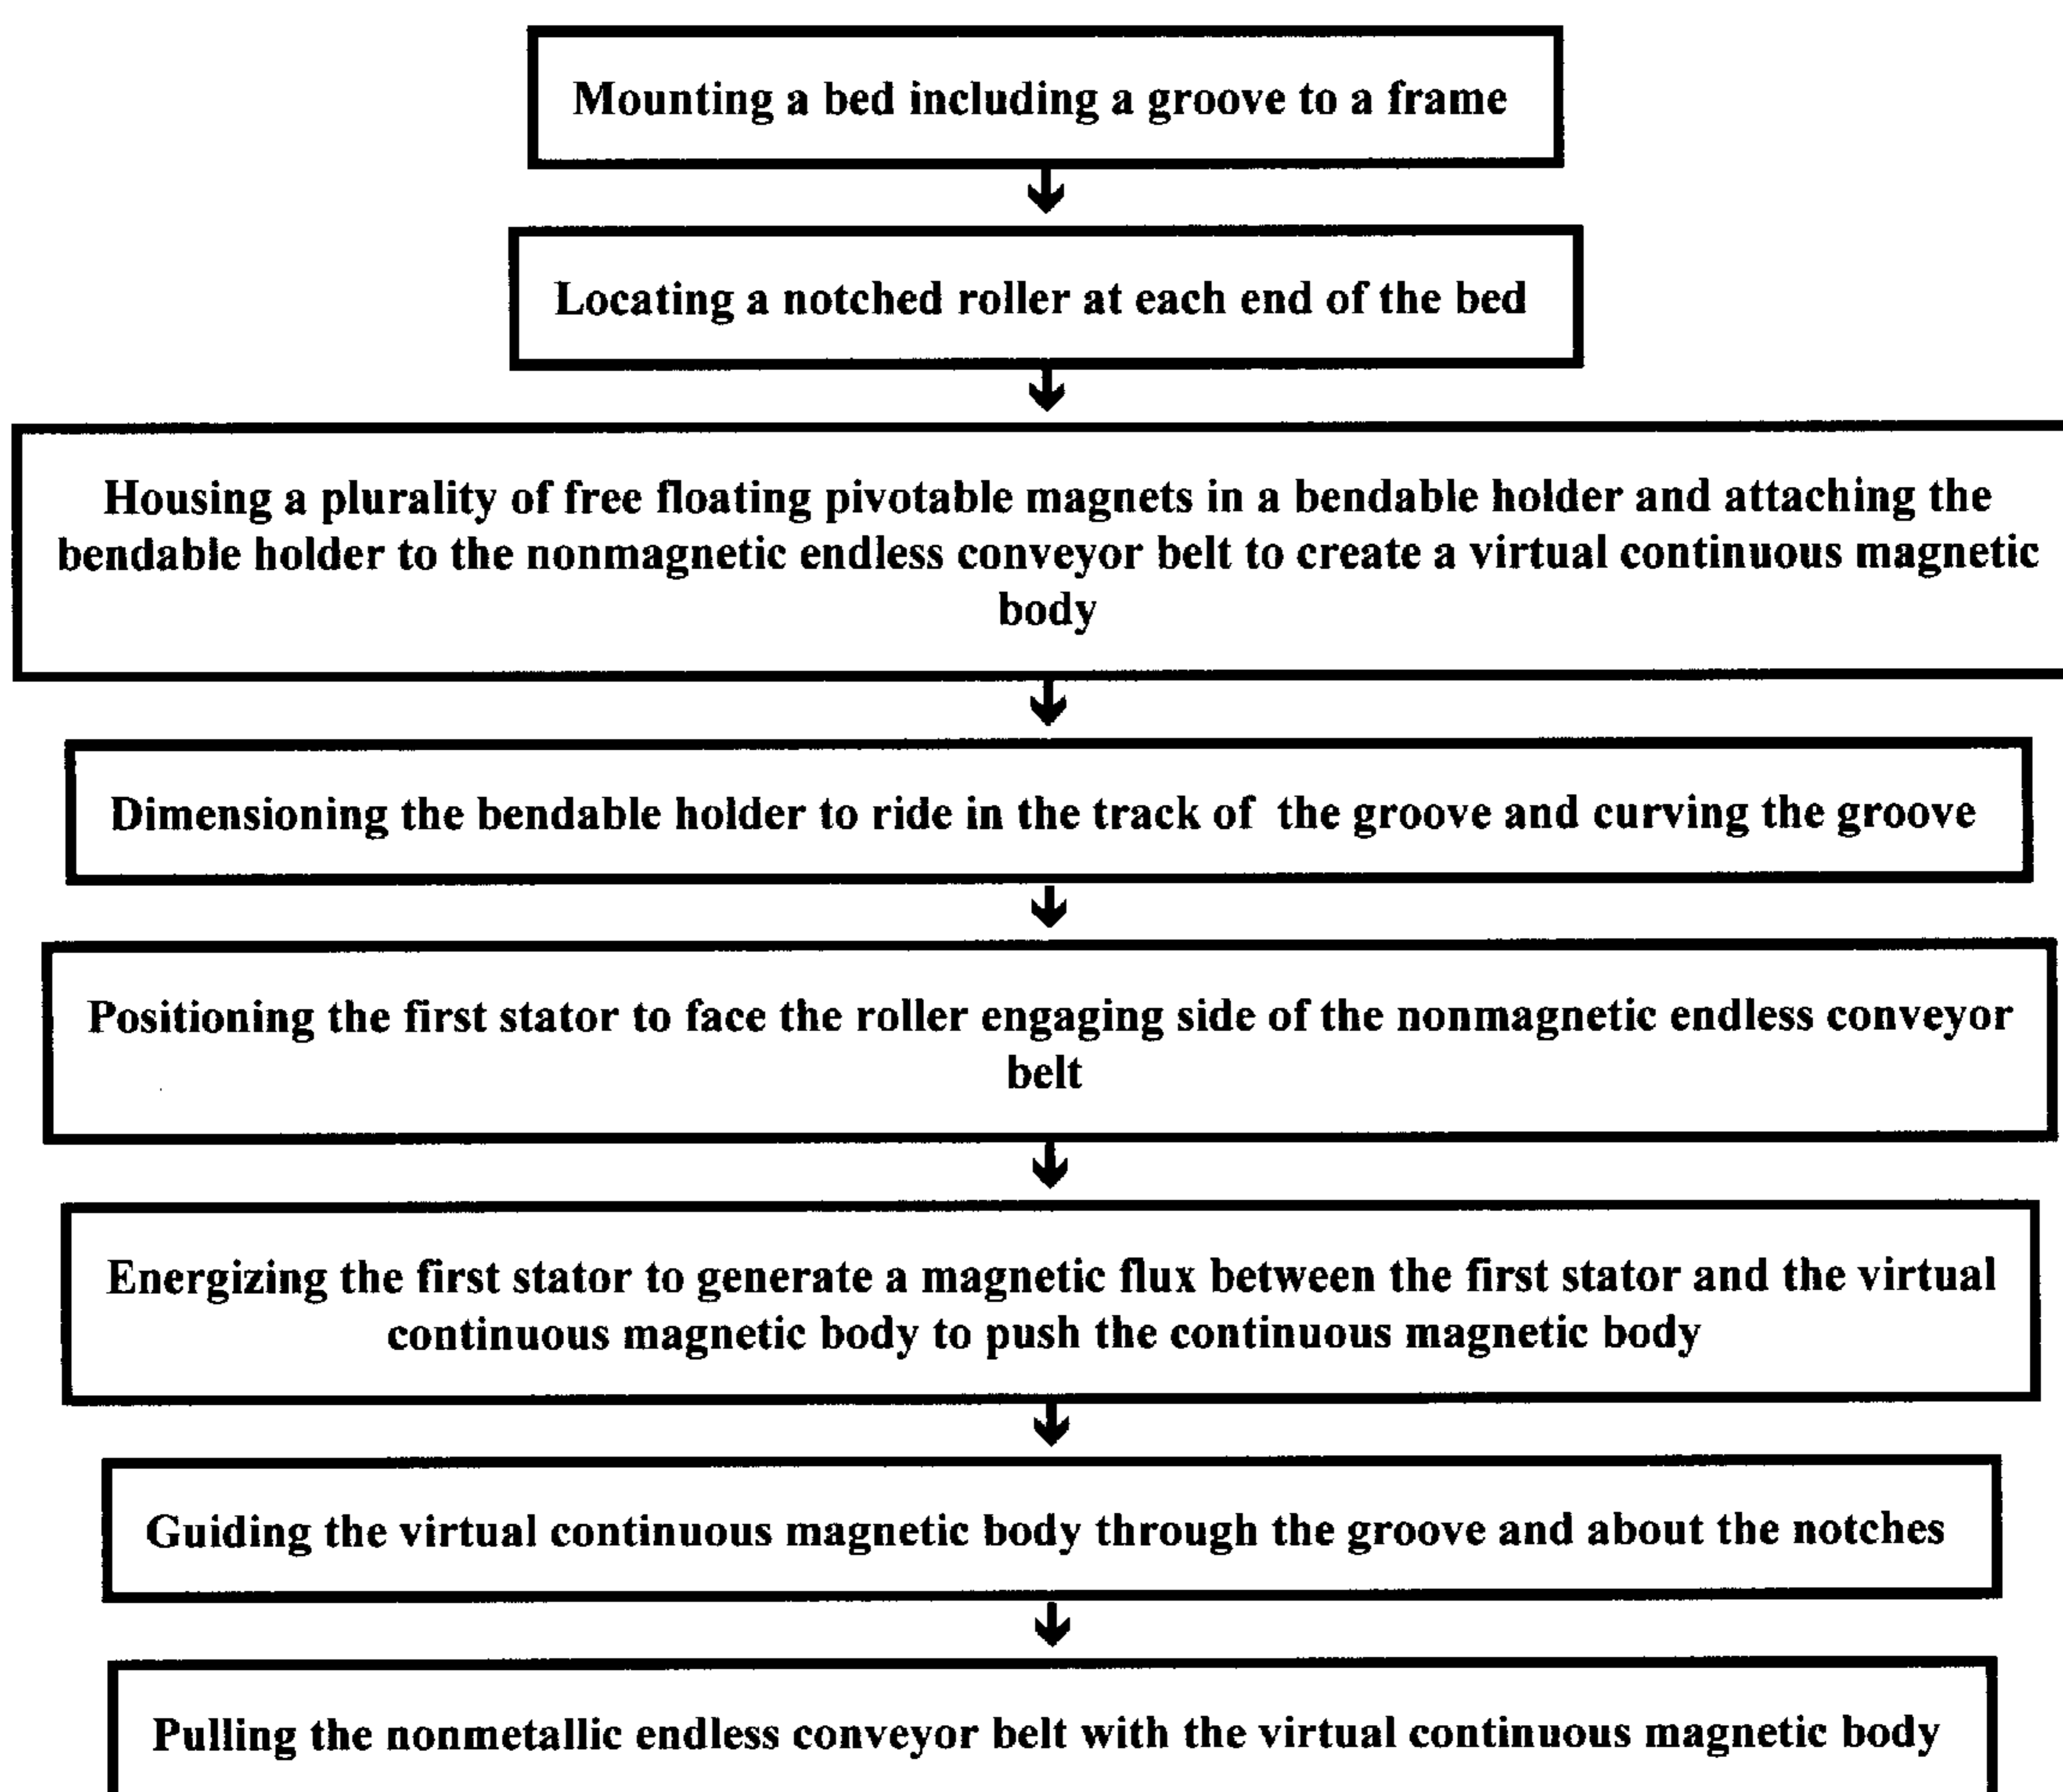 Mounting a bed including a groove to a frame
Locating a notched roller at each end of the bed
Housing a plurality of free floating pivotable magnets in a bendable holder and attaching the
bendable holder to the nonmagnetic endless conveyor belt to create a virtual continuous magnetic
body
Dimensioning the bendable holder to ride in the track of the groove and curving the groove
Positioning the first stator to face the roller engaging side of the nonmagnetic endless conveyor
belt
Energizing the first stator to generate a magnetic flux between the first stator and the virtual
continuous magnetic body to push the continuous magnetic body
Guiding the virtual continuous magnetic body through the groove and about the notches
Pulling the nonmetallic endless conveyor belt with the virtual continuous magnetic body